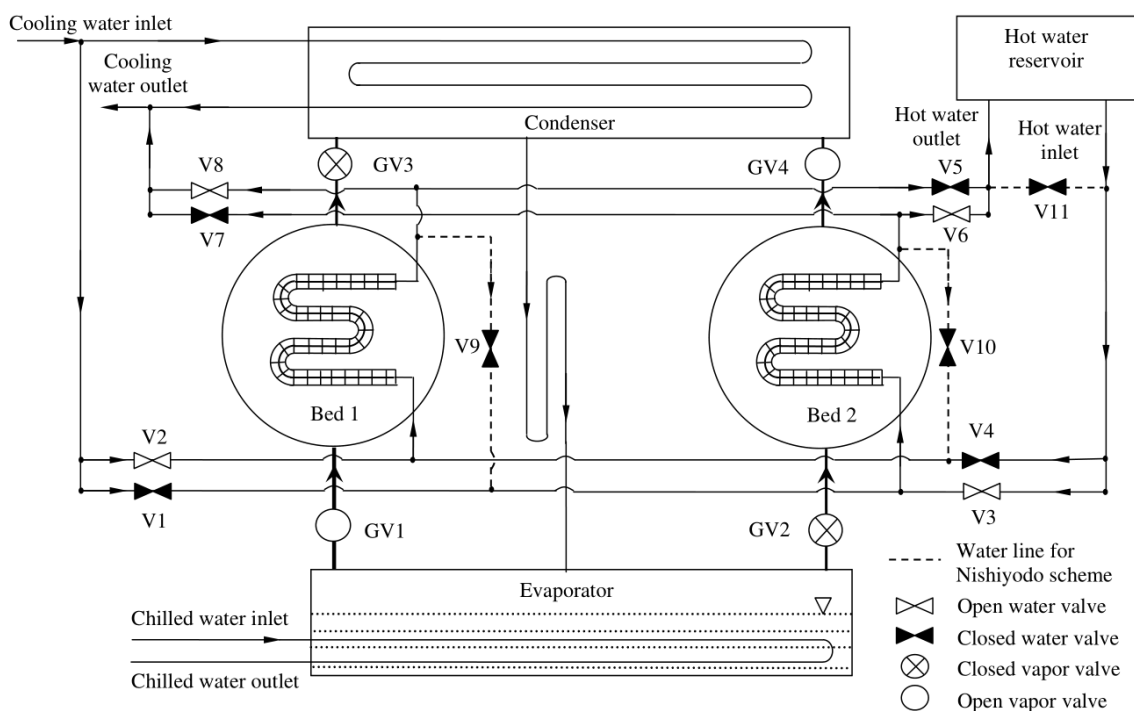 Cooling water inlet
Cooling
water outlet
Hot water
reservoir
Condenser
Hot water
outlet
Hot water
inlet
V8
GV3
GV4
V5
V7
V6
V11
V9
V10
Bed 1
Bed 2
V2
V4
V1
GV1
GV2
V3
Evaporator
Chilled water inlet
Chilled water outlet
Water line for
Nishiyodo scheme
Open water valve
Closed water valve
Closed vapor valve
Open vapor valve